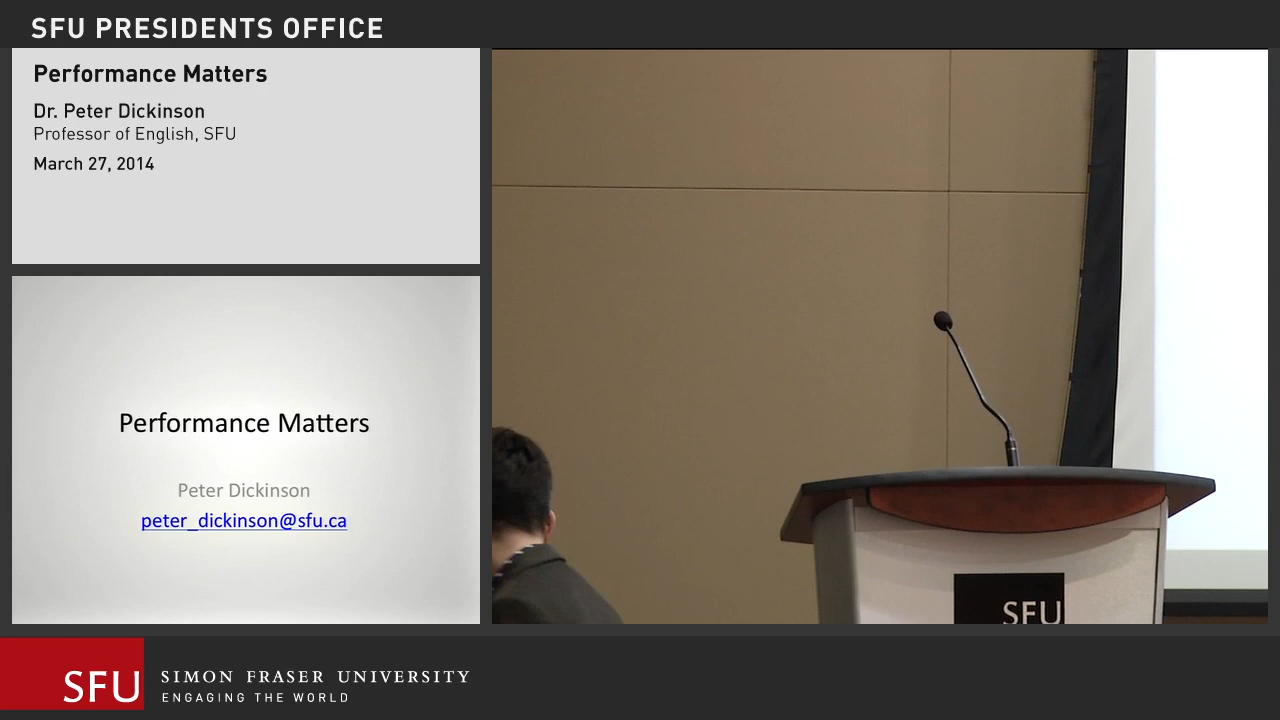 SFU PRESIDENTS OFFICE
Performance Matters
Dr. Peter Dickinson
Professor of English, SFU
March 27, 2014
Performance Matters
Peter Dickinson
peter_dickinson@sfu.ca
SFU
SFU
SIMON FRASER UNIVERSITY
ENGAGING THE WORLD